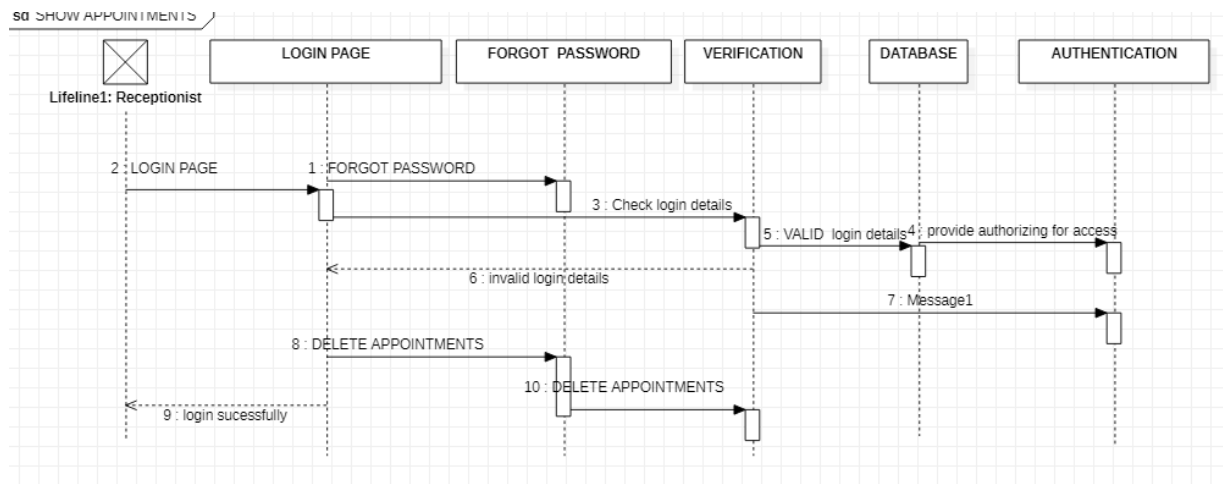 sd SHOW APPOINTMENTS
LOGIN PAGE
FORGOT PASSWORD
VERIFICATION
DATABASE
AUTHENTICATION
Lifeline1: Receptionist
2 : LOGIN PAGE
1 : FORGOT PASSWORD
3 : Check login details
5 : VALID login details
4 : provide authorizing for access
6 : invalid login details
7 : Message1
8 : DELETE APPOINTMENTS
10 : DELETE APPOINTMENTS
9 : login sucessfully